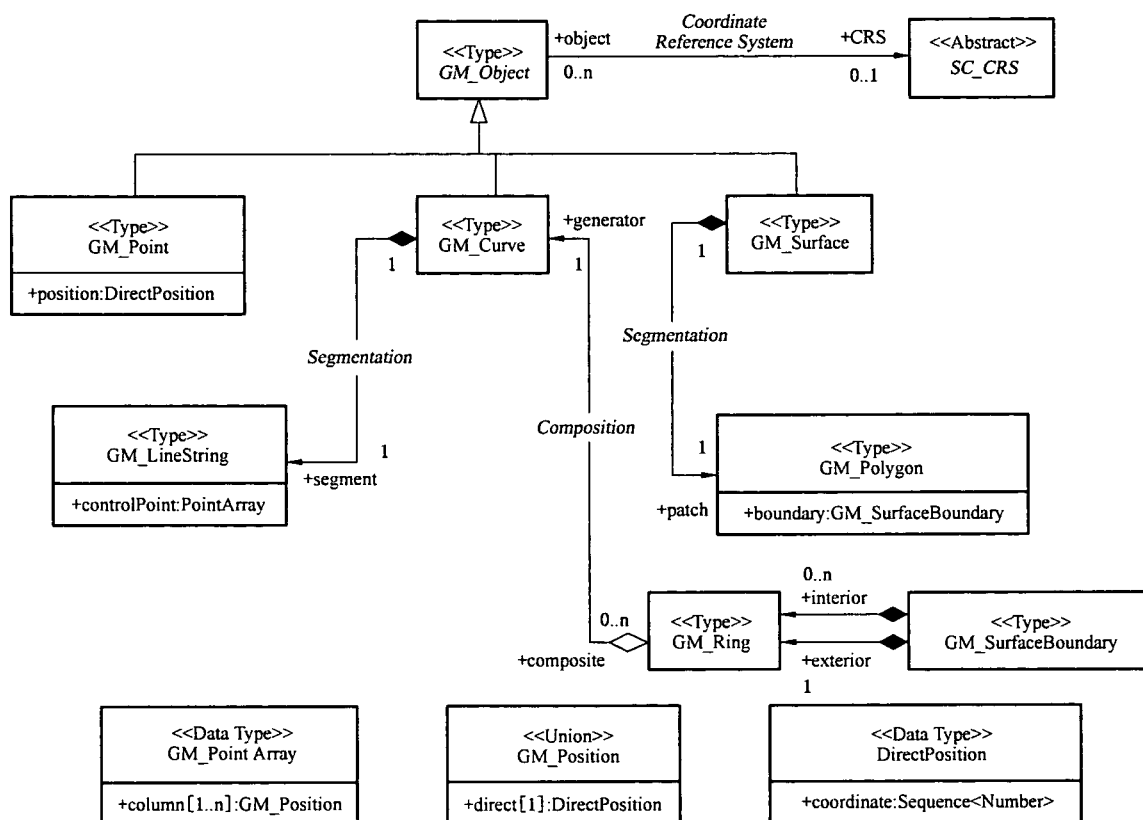 <<Type>>
GM_Object
+object
0..n
Coordinate
Reference System
+CRS
0..1
<<Abstract>>
SC_CRS
<<Type>>
GM_Point
+position:DirectPosition
<<Type>>
GM_Curve
1
+generator
1
<<Type>>
GM_Surface
1
Segmentation
Segmentation
Composition
<<Type>>
GM_LineString
+controlPoint:PointArray
1
+segment
1
+patch
<<Type>>
GM_Polygon
+boundary:GM_SurfaceBoundary
0..n
+composite
<<Type>>
GM_Ring
0..n
+interior
+exterior
1
<<Type>>
GM_SurfaceBoundary
<<Data Type>>
GM_Point Array
+column[1..n]:GM_Position
<<Union>>
GM_Position
+direct[1]:DirectPosition
<<Data Type>>
DirectPosition
+coordinate:Sequence<Number>